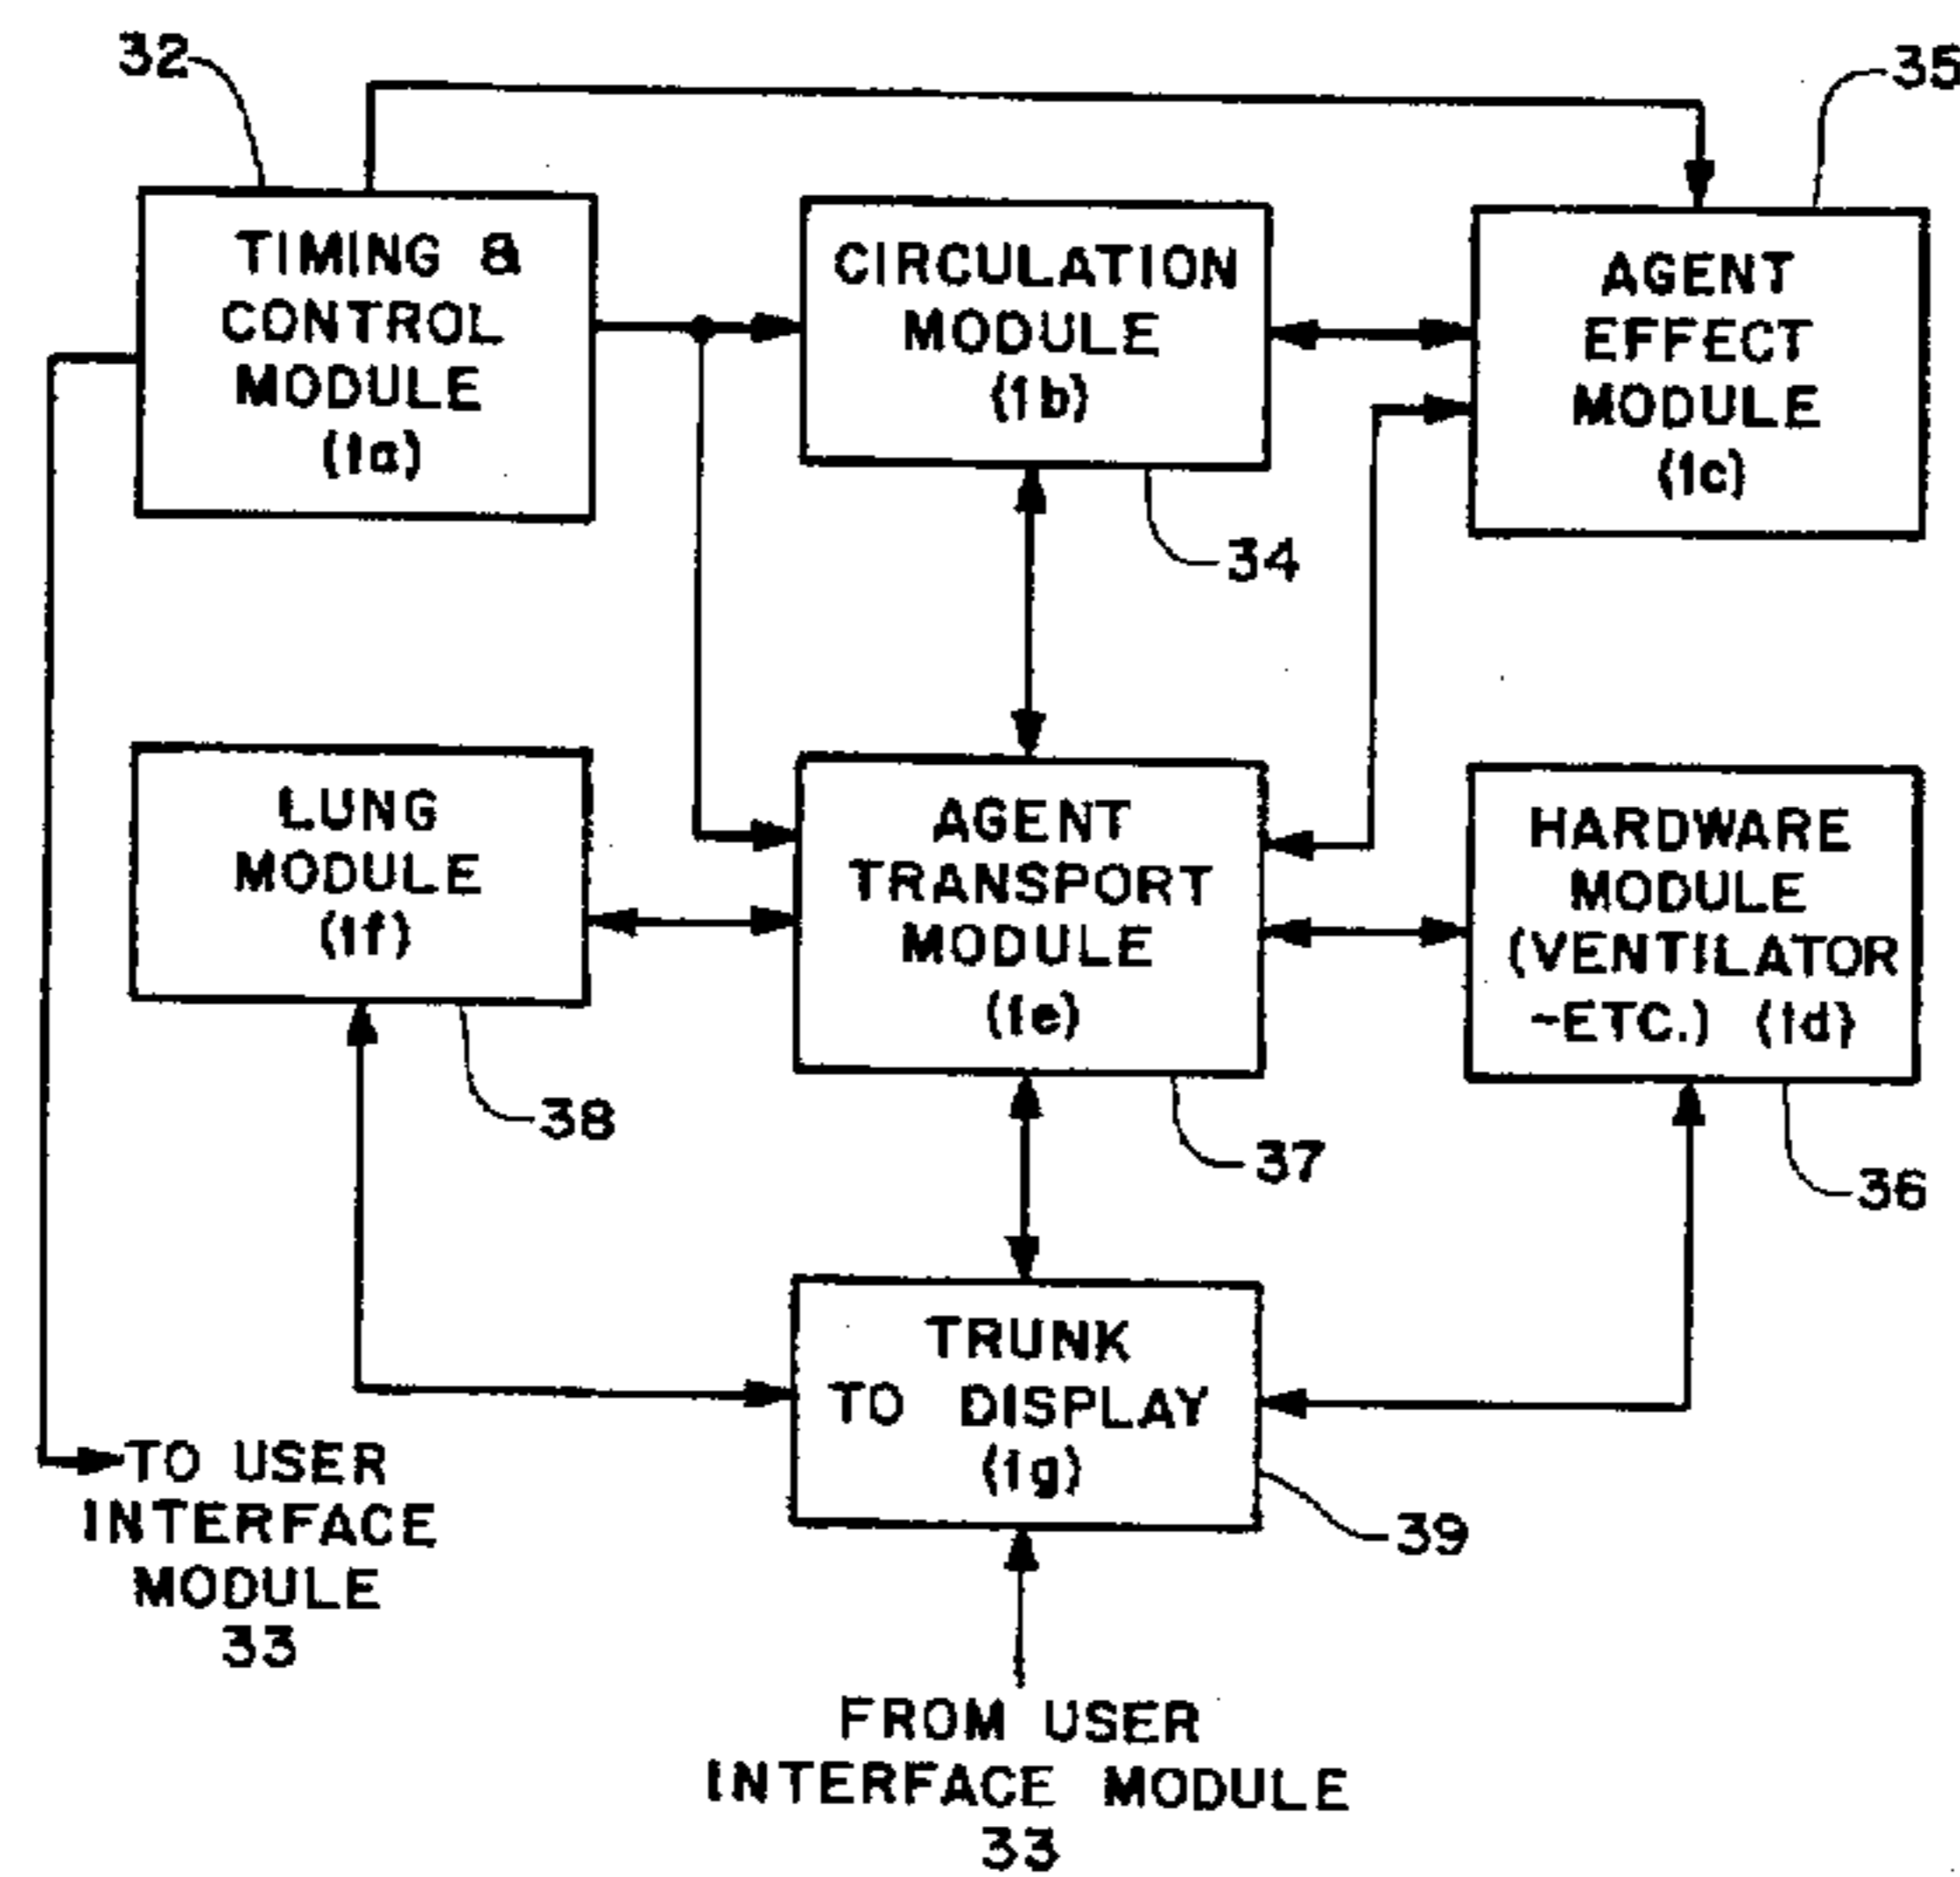 32
35
TIMING &
CONTROL
MODULE
(1a)
CIRCULATION
MODULE
(1b)
AGENT
EFFECT
MODULE
(1c)
34
LUNG
MODULE
(1f)
AGENT
TRANSPORT
MODULE
(1e)
HARDWARE
MODULE
(VENTILATOR
-ETC.) (1d)
38
37
36
TRUNK
TO DISPLAY
(1g)
39
TO USER
INTERFACE
MODULE
33
FROM USER
INTERFACE MODULE
33